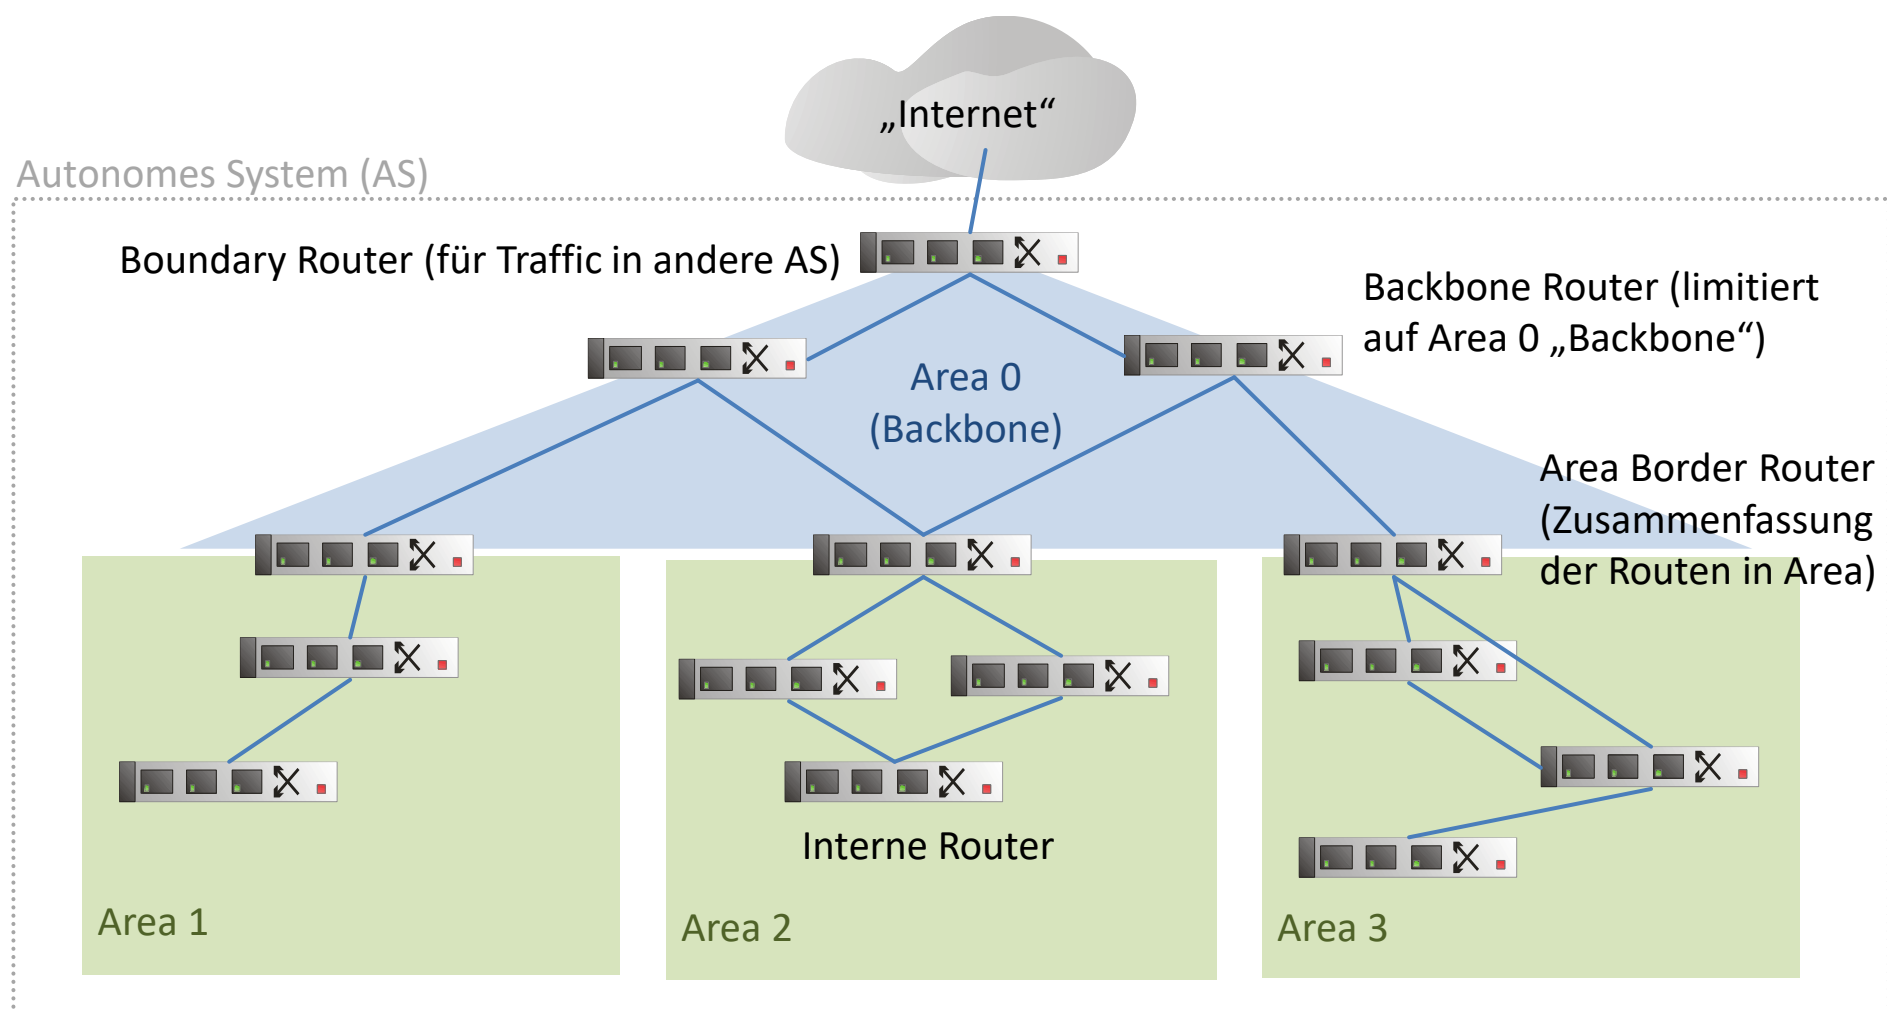 „Internet“
Autonomes System (AS)
Boundary Router (für Traffic in andere AS)
Backbone Router (limitiert
auf Area 0 „Backbone“)
Area 0
(Backbone)
Area Border Router
(Zusammenfassung
der Routen in Area)
Interne Router
Area 1
Area 2
Area 3